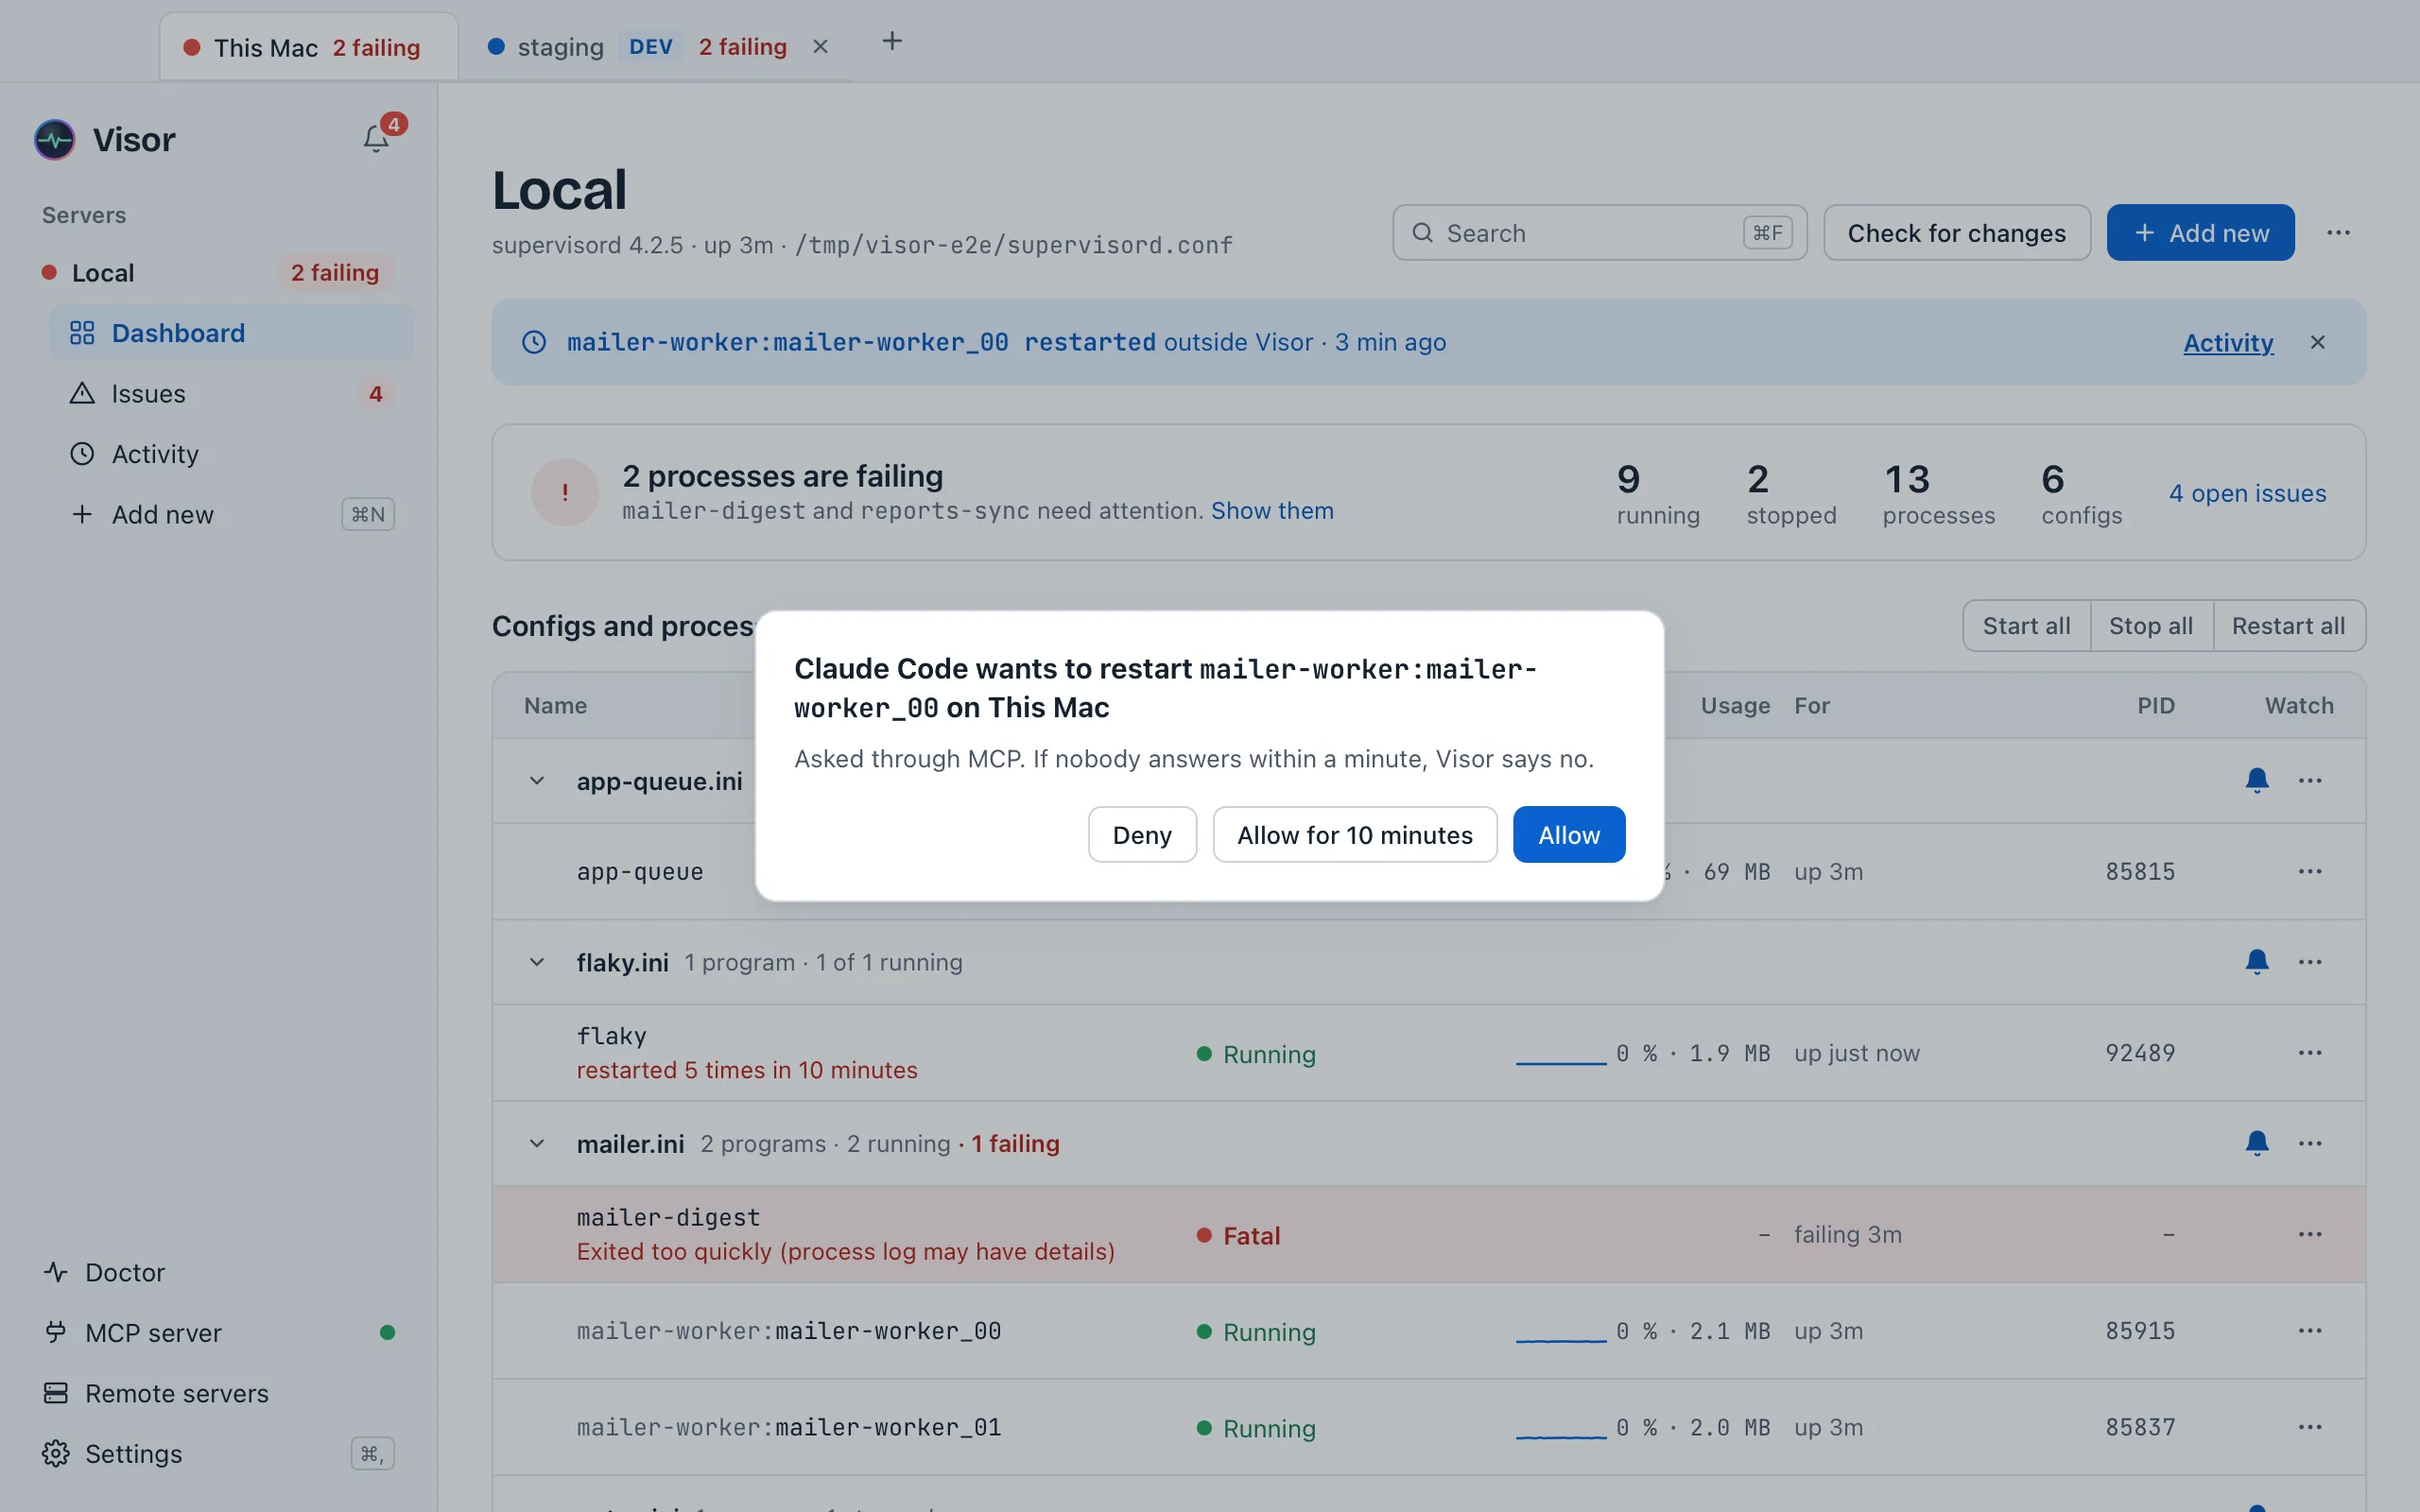 This Mac 2 failing
staging DEV 2 failing
Visor
4
Servers
Local 2 failing
Dashboard
Issues 4
Activity
Add new ⌘N
Doctor
MCP server
Remote servers
Settings ⌘,
Local
supervisord 4.2.5 · up 3m · /tmp/visor-e2e/supervisord.conf
Search ⌘F
Check for changes
+ Add new
mailer-worker:mailer-worker_00 restarted outside Visor · 3 min ago
Activity
! 2 processes are failing
mailer-digest and reports-sync need attention. Show them
9 running
2 stopped
13 processes
6 configs
4 open issues
Configs and proces
Start all Stop all Restart all
Name Usage For PID Watch
Claude Code wants to restart mailer-worker:mailer-
worker_00 on This Mac
Asked through MCP. If nobody answers within a minute, Visor says no.
Deny Allow for 10 minutes Allow
app-queue.ini
app-queue % · 69 MB up 3m 85815
flaky.ini 1 program · 1 of 1 running
flaky
restarted 5 times in 10 minutes
Running 0 % · 1.9 MB up just now 92489
mailer.ini 2 programs · 2 running · 1 failing
mailer-digest
Exited too quickly (process log may have details)
Fatal – failing 3m –
mailer-worker:mailer-worker_00 Running 0 % · 2.1 MB up 3m 85915
mailer-worker:mailer-worker_01 Running 0 % · 2.0 MB up 3m 85837